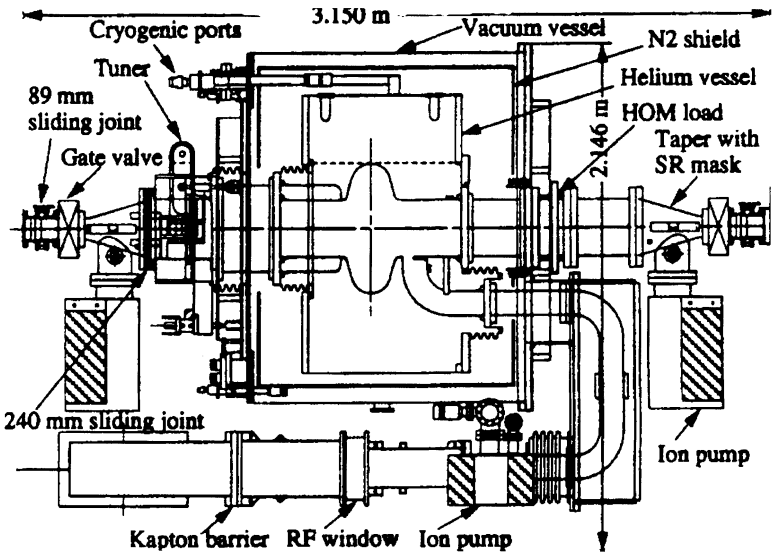 3.150 m
Cryogenic ports
Vacuum vessel
N2 shield
Tuner
Helium vessel
89 mm
sliding joint
HOM load
Gate valve
2.146 m
Taper with
SR mask
240 mm sliding joint
Ion pump
Kapton barrier
RF window
Ion pump